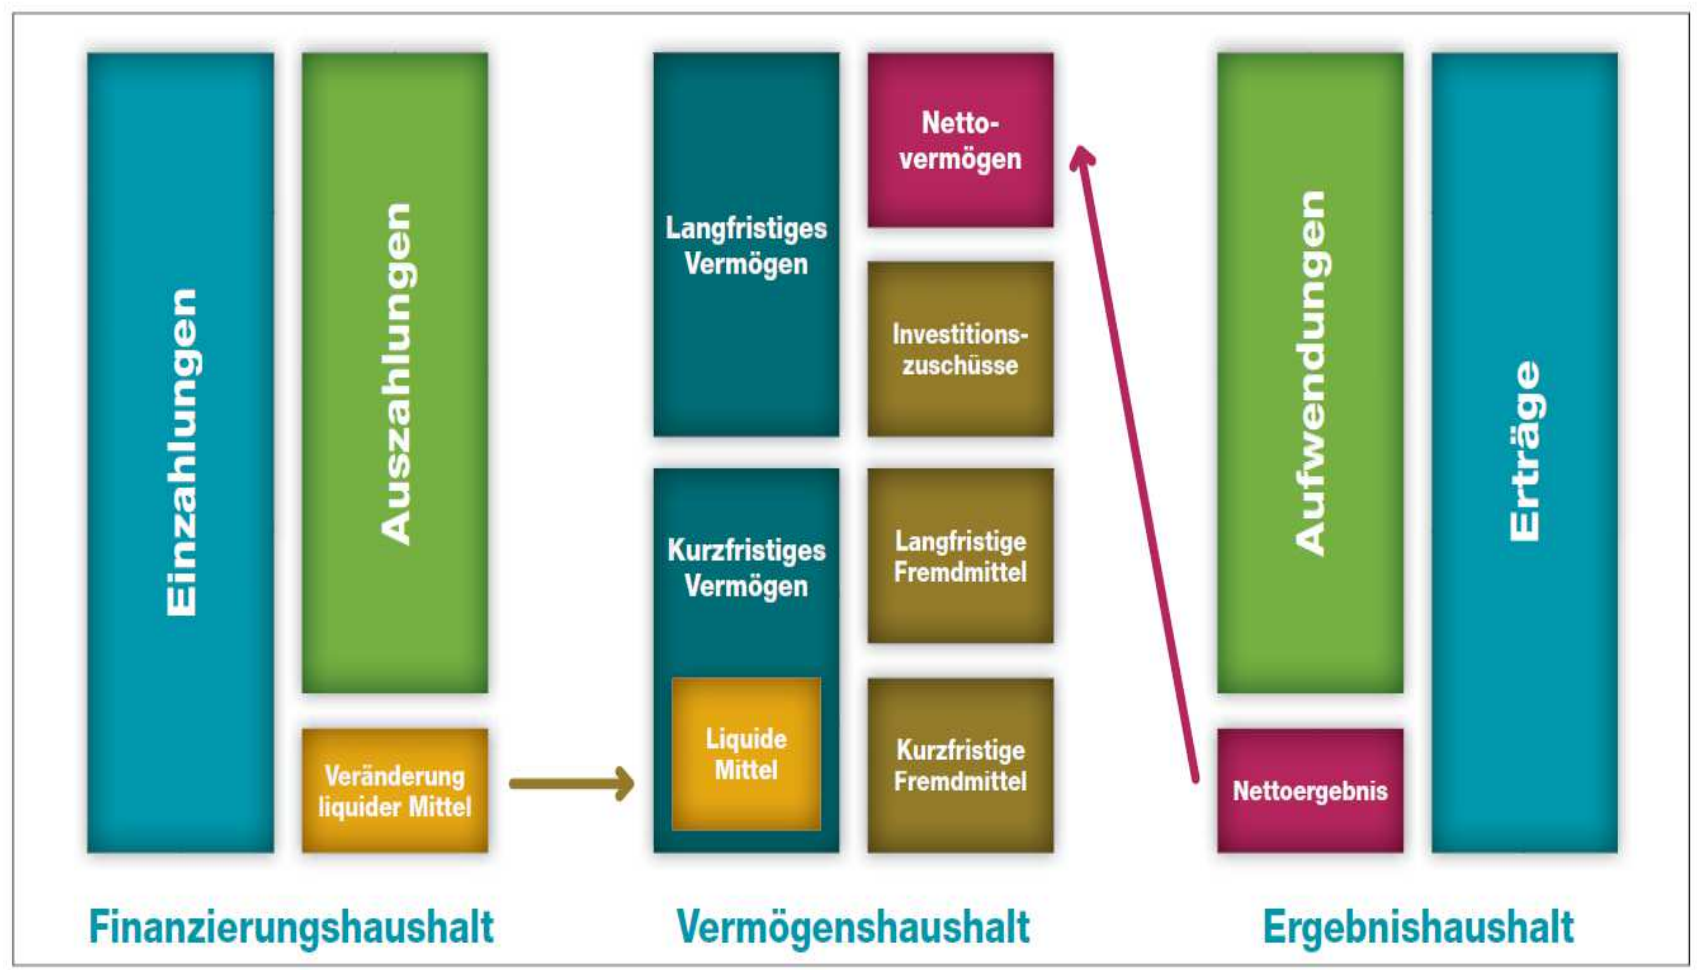 Einzahlungen
Auszahlungen
Veränderung
liquider Mittel
Finanzierungshaushalt
Langfristiges
Vermögen
Kurzfristiges
Vermögen
Liquide
Mittel
Netto-
vermögen
Investitions-
zuschüsse
Langfristige
Fremdmittel
Kurzfristige
Fremdmittel
Vermögenshaushalt
Aufwendungen
Nettoergebnis
Erträge
Ergebnishaushalt